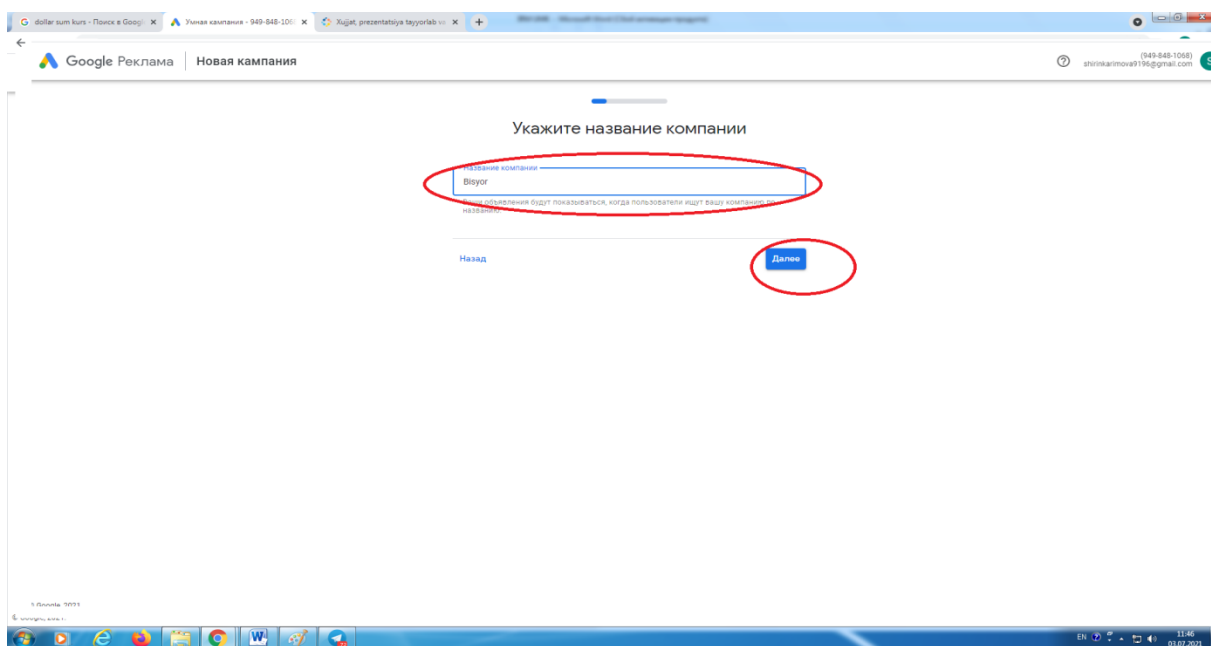 dollar sum kurs - Поиск в Googl
Умная кампания - 949-848-106
Xujjat, prezentatsiya tayyorlab
Google Реклама
Новая кампания
(949-848-1068)
shirinkarimova9196@gmail.com
S
Укажите название компании
Название компании
Bisyor
Ваши объявления будут показываться, когда пользователи ищут вашу компанию по
названию.
Назад
Далее
Google, 2021
EN
11:46
03.07.2021